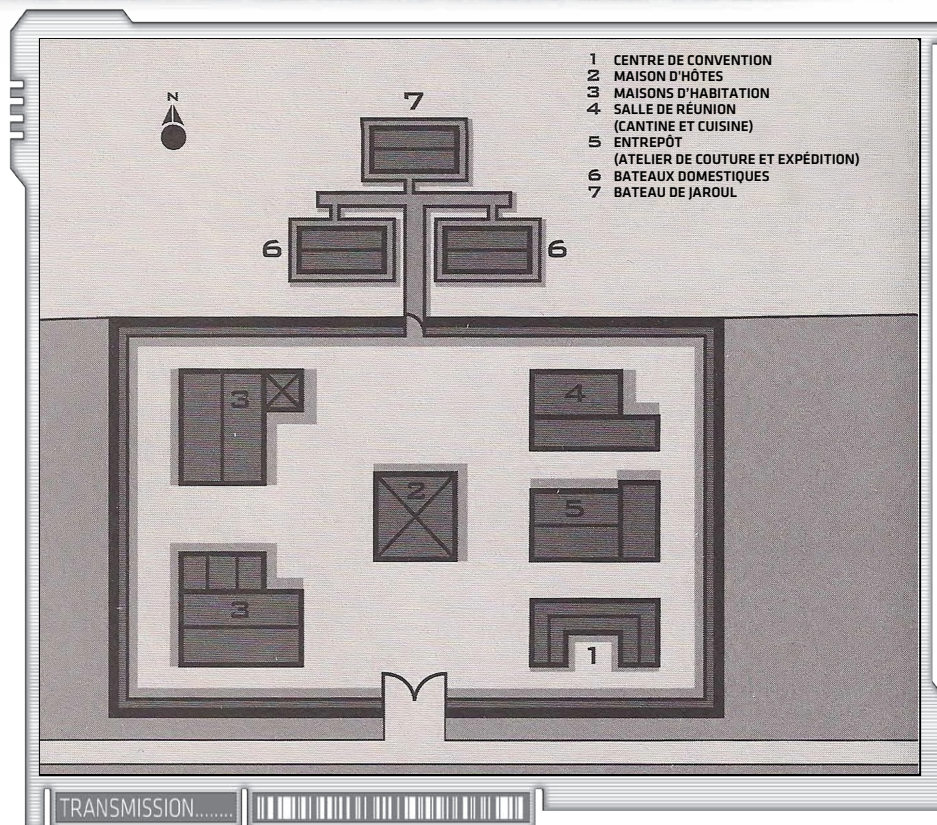 1 CENTRE DE CONVENTION
2 MAISON D'HÔTES
3 MAISONS D'HABITATION
4 SALLE DE RÉUNION
(CANTINE ET CUISINE)
5 ENTREPÔT
(ATELIER DE COUTURE ET EXPÉDITION)
6 BATEAUX DOMESTIQUES
7 BATEAU DE JAROUL
N
7
6
6
3
4
2
5
3
1
TRANSMISSION........